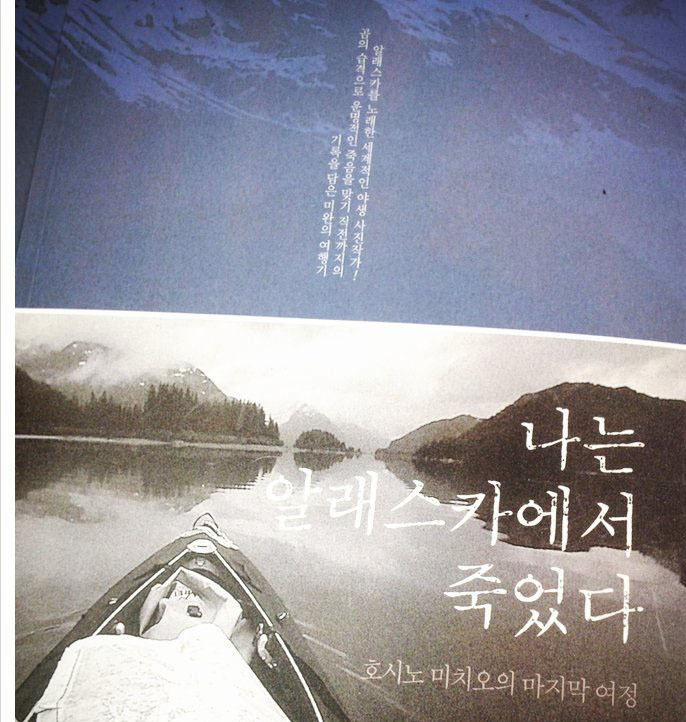 알래스카를 노래한 세계적인 야생 사진작가!
곰의 습격으로 운명적인 죽음을 맞기 직전까지의
기록을 담은 미완의 여행기
나는
알래스카에서
죽었다
호시노 미치오의 마지막 여정